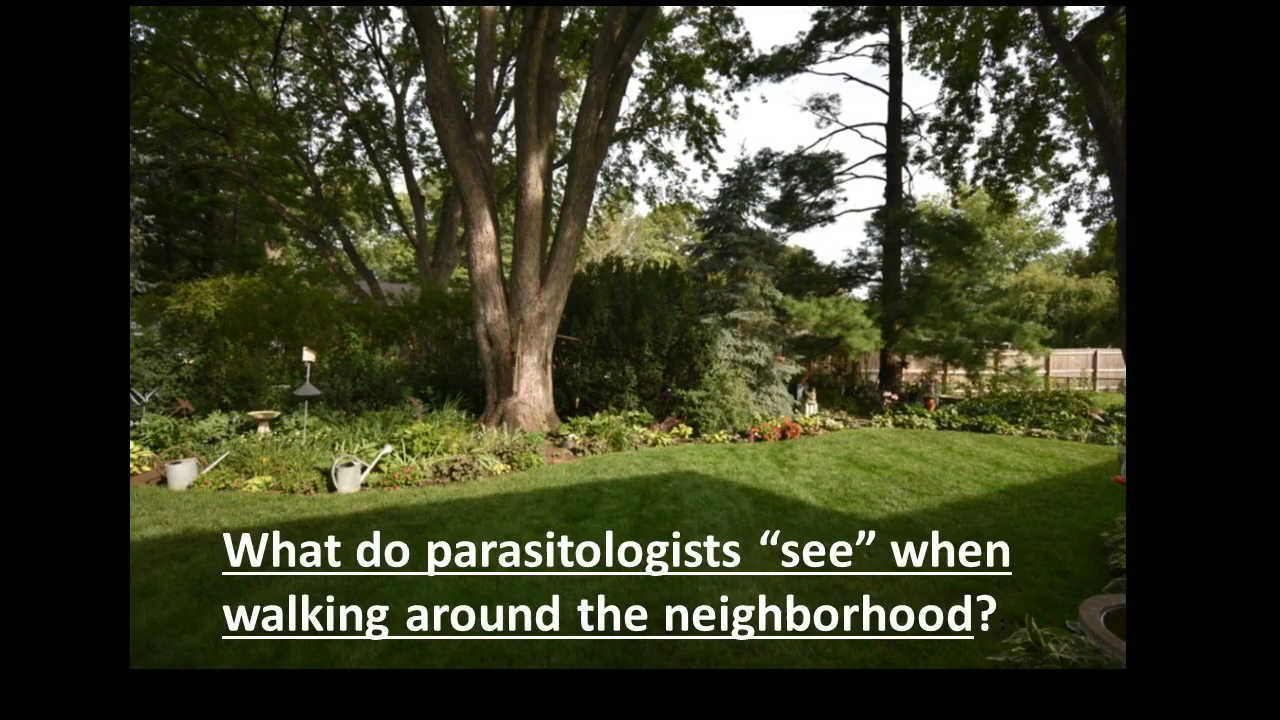 What do parasitologists “see” when
walking around the neighborhood?